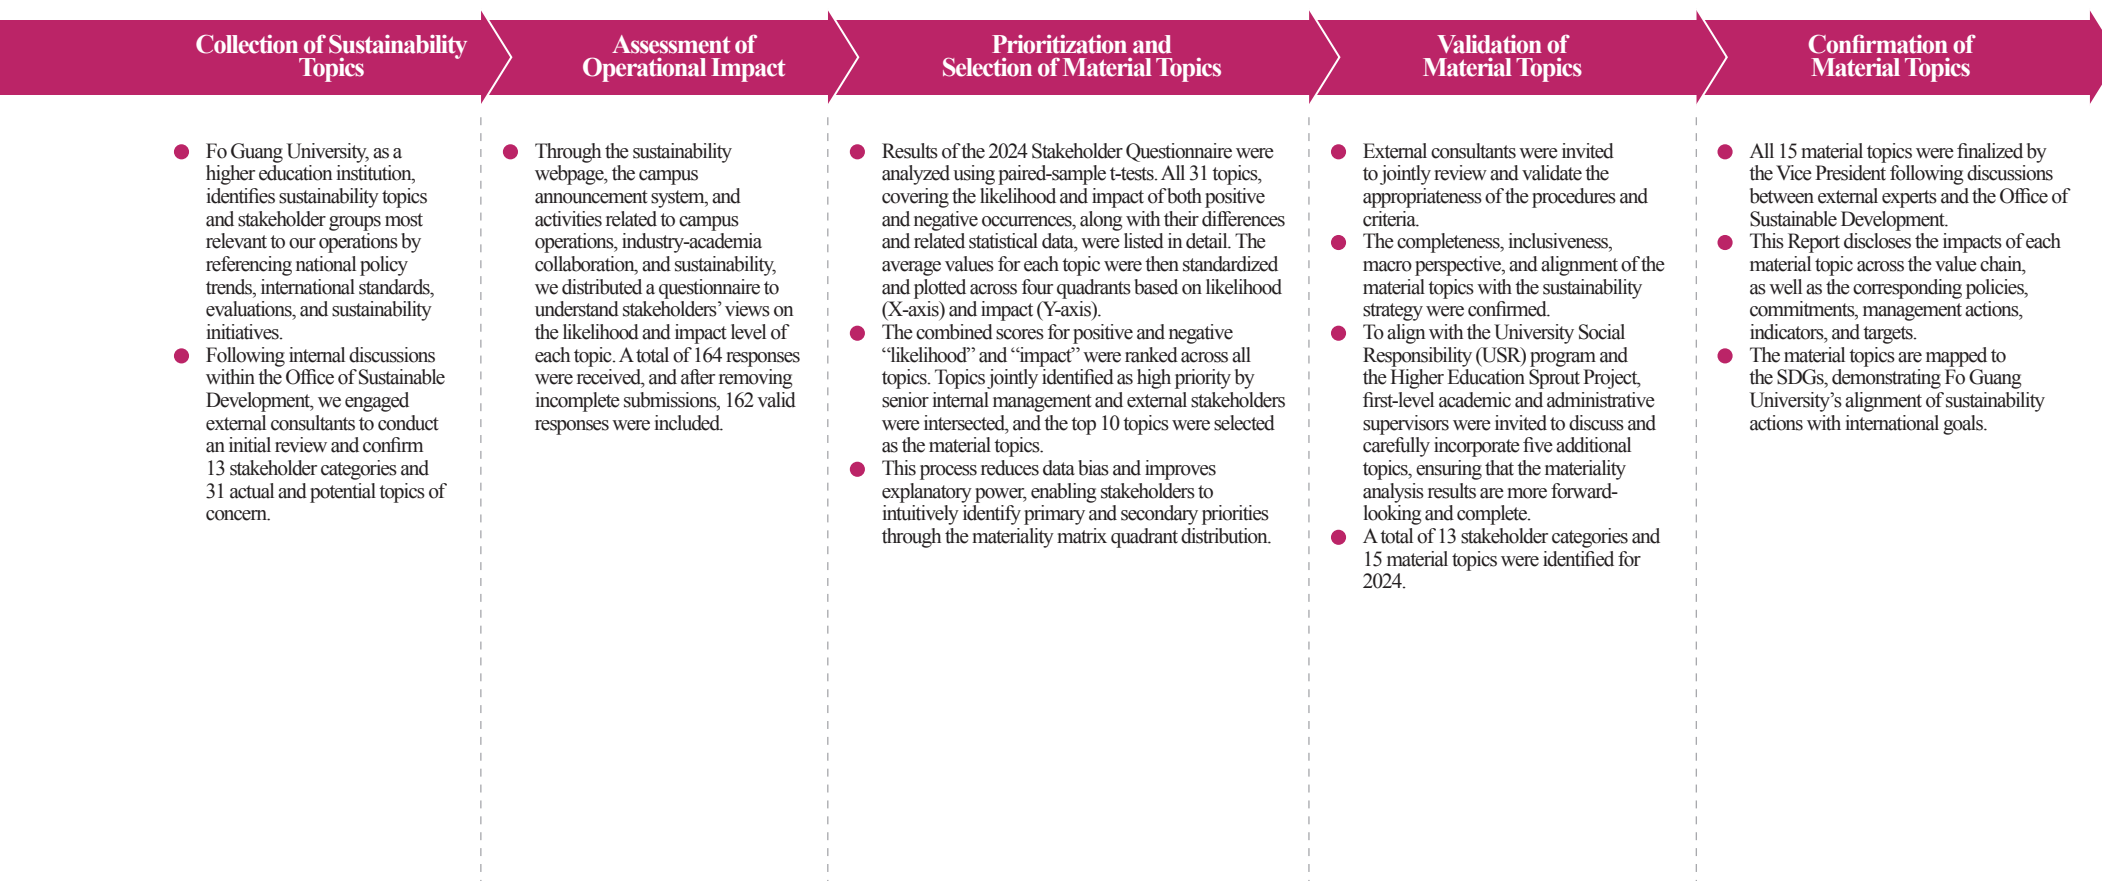 Collection of Sustainability
Topics
Assessment of
Operational Impact
Prioritization and
Selection of Material Topics
Validation of
Material Topics
Confirmation of
Material Topics
Fo Guang University, as a
higher education institution,
identifies sustainability topics
and stakeholder groups most
relevant to our operations by
referencing national policy
trends, international standards,
evaluations, and sustainability
initiatives.
Following internal discussions
within the Office of Sustainable
Development, we engaged
external consultants to conduct
an initial review and confirm
13 stakeholder categories and
31 actual and potential topics of
concern.
Through the sustainability
webpage, the campus
announcement system, and
activities related to campus
operations, industry-academia
collaboration, and sustainability,
we distributed a questionnaire to
understand stakeholders’ views on
the likelihood and impact level of
each topic. A total of 164 responses
were received, and after removing
incomplete submissions, 162 valid
responses were included.
Results of the 2024 Stakeholder Questionnaire were
analyzed using paired-sample t-tests. All 31 topics,
covering the likelihood and impact of both positive
and negative occurrences, along with their differences
and related statistical data, were listed in detail. The
average values for each topic were then standardized
and plotted across four quadrants based on likelihood
(X-axis) and impact (Y-axis).
The combined scores for positive and negative
“likelihood” and “impact” were ranked across all
topics. Topics jointly identified as high priority by
senior internal management and external stakeholders
were intersected, and the top 10 topics were selected
as the material topics.
This process reduces data bias and improves
explanatory power, enabling stakeholders to
intuitively identify primary and secondary priorities
through the materiality matrix quadrant distribution.
External consultants were invited
to jointly review and validate the
appropriateness of the procedures and
criteria.
The completeness, inclusiveness,
macro perspective, and alignment of the
material topics with the sustainability
strategy were confirmed.
To align with the University Social
Responsibility (USR) program and
the Higher Education Sprout Project,
first-level academic and administrative
supervisors were invited to discuss and
carefully incorporate five additional
topics, ensuring that the materiality
analysis results are more forward-
looking and complete.
A total of 13 stakeholder categories and
15 material topics were identified for
2024.
All 15 material topics were finalized by
the Vice President following discussions
between external experts and the Office of
Sustainable Development.
This Report discloses the impacts of each
material topic across the value chain,
as well as the corresponding policies,
commitments, management actions,
indicators, and targets.
The material topics are mapped to
the SDGs, demonstrating Fo Guang
University’s alignment of sustainability
actions with international goals.